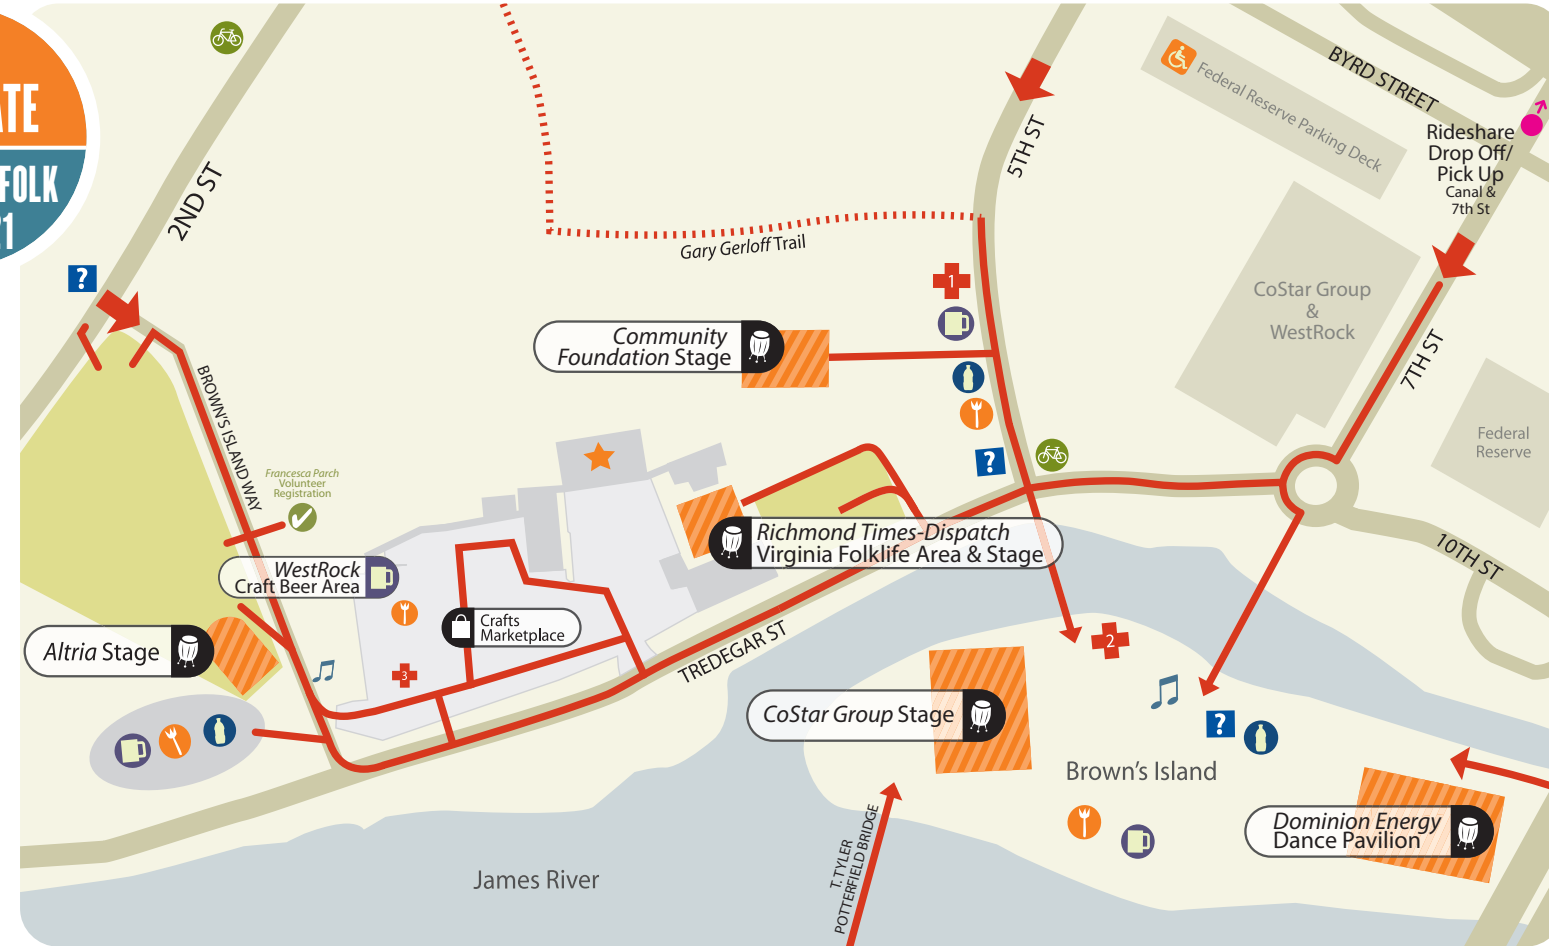 ATE
FOLK
21
2ND ST
?
BROWN'S ISLAND WAY
Francesca Parch
Volunteer
Registration
WestRock
Craft Beer Area
Altria Stage
3
Crafts
Marketplace
TREDEGAR ST
Gary Gerloff Trail
Community
Foundation Stage
1
5TH ST
?
Richmond Times-Dispatch
Virginia Folklife Area & Stage
Federal Reserve Parking Deck
BYRD STREET
Rideshare
Drop Off/
Pick Up
Canal &
7th St
CoStar Group
&
WestRock
7TH ST
Federal
Reserve
10TH ST
2
CoStar Group Stage
?
Brown's Island
Dominion Energy
Dance Pavilion
T. TYLER
POTTERFIELD BRIDGE
James River